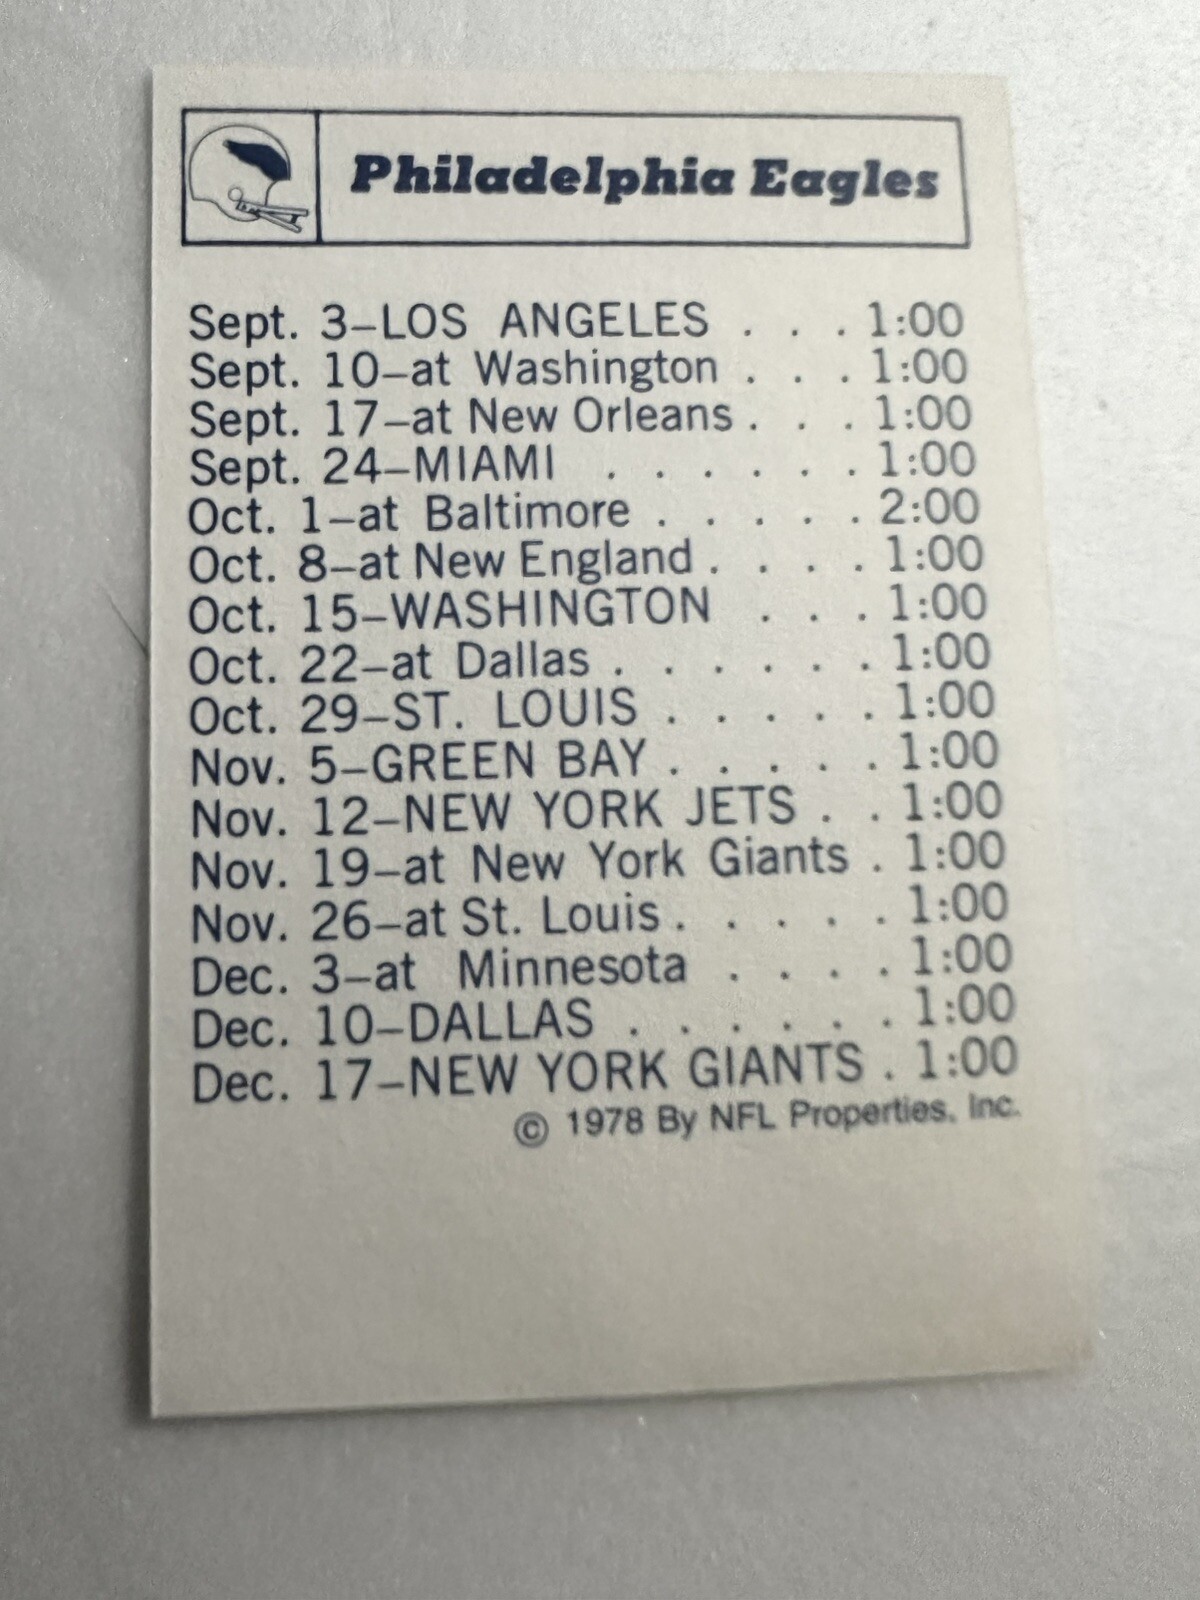 Philadelphia Eagles
Sept. 3–LOS ANGELES . . . 1:00
Sept. 10–at Washington . . . 1:00
Sept. 17–at New Orleans . . . 1:00
Sept. 24–MIAMI . . . . . . 1:00
Oct. 1–at Baltimore . . . . . 2:00
Oct. 8–at New England . . . . 1:00
Oct. 15–WASHINGTON . . . 1:00
Oct. 22–at Dallas . . . . . . 1:00
Oct. 29–ST. LOUIS . . . . . 1:00
Nov. 5–GREEN BAY . . . . . 1:00
Nov. 12–NEW YORK JETS . . 1:00
Nov. 19–at New York Giants . 1:00
Nov. 26–at St. Louis . . . . . 1:00
Dec. 3–at Minnesota . . . . 1:00
Dec. 10–DALLAS . . . . . . 1:00
Dec. 17–NEW YORK GIANTS . 1:00
© 1978 By NFL Properties, Inc.